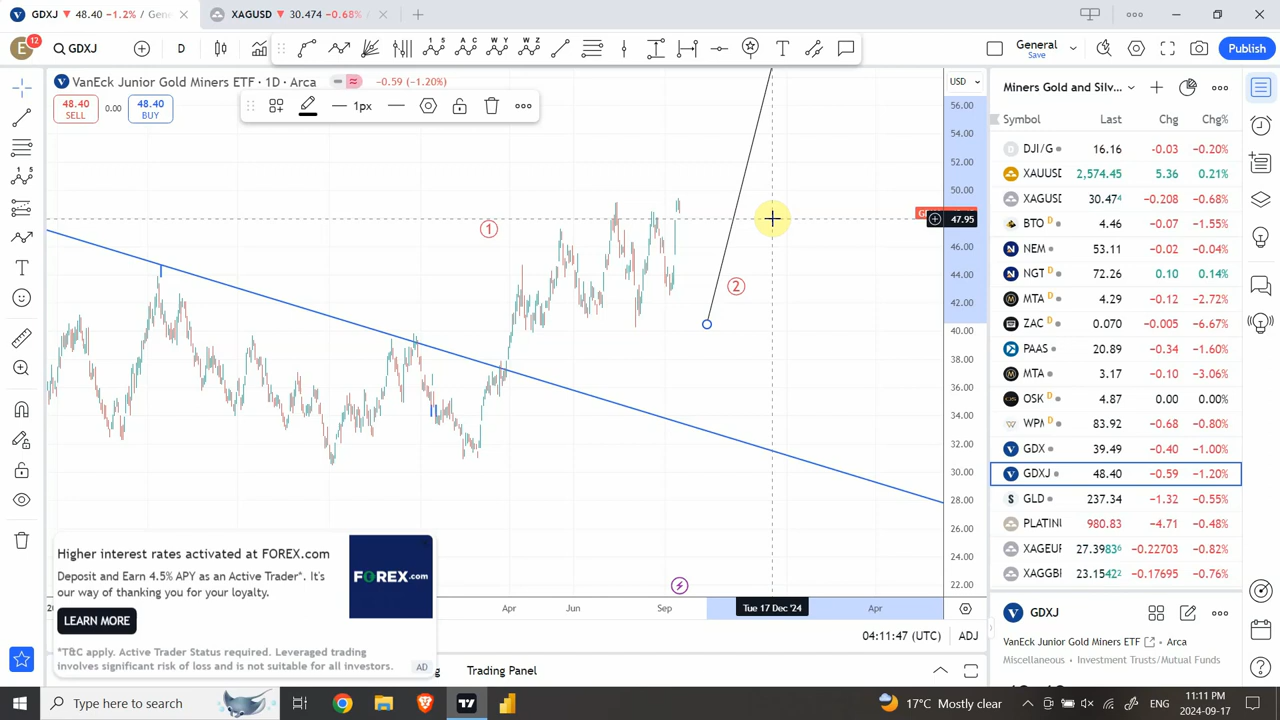 GDXJ ▼ 48.40 −1.2% / Gene
XAGUSD ▼ 30.474 −0.68%
E 12 GDXJ D General Save Publish
VanEck Junior Gold Miners ETF · 1D · Arca −0.59 (−1.20%)
48.40 SELL 0.00 48.40 BUY
1px
USD
56.00
54.00
52.00
50.00
47.95
46.00
44.00
42.00
40.00
38.00
36.00
34.00
32.00
30.00
28.00
26.00
24.00
22.00
1
2
I
II
Apr Jun Sep Tue 17 Dec '24 Apr
04:11:47 (UTC) ADJ
Higher interest rates activated at FOREX.com
Deposit and Earn 4.5% APY as an Active Trader*. It's
our way of thanking you for your loyalty.
LEARN MORE
FOREX.com
*T&C apply. Active Trader Status required. Leveraged trading
involves significant risk of loss and is not suitable for all investors.
AD
Trading Panel
Miners Gold and Silv...
Symbol Last Chg Chg%
DJI/G 16.16 −0.03 −0.20%
XAUUSD 2,574.45 5.36 0.21%
XAGUSD 30.474 −0.208 −0.68%
BTO D 4.46 −0.07 −1.54%
NEM 53.11 −0.02 −0.04%
NGT D 72.26 0.10 0.14%
MTA D 4.29 −0.12 −2.72%
ZAC D 0.070 −0.005 −6.67%
PAAS 20.89 −0.34 −1.60%
MTA 3.17 −0.10 −3.06%
OSK D 4.87 0.00 0.00%
WPM D 83.92 −0.68 −0.80%
GDX 39.49 −0.40 −1.00%
GDXJ 48.40 −0.59 −1.20%
GLD 237.34 −1.32 −0.55%
PLATINU 980.83 −4.71 −0.48%
XAGEUR 27.3983⁶ −0.22703 −0.82%
XAGGBP 23.1542² −0.17695 −0.76%
GDXJ
VanEck Junior Gold Miners ETF · Arca
Miscellaneous · Investment Trusts/Mutual Funds
Type here to search
17°C Mostly clear ENG 11:11 PM
2024-09-17